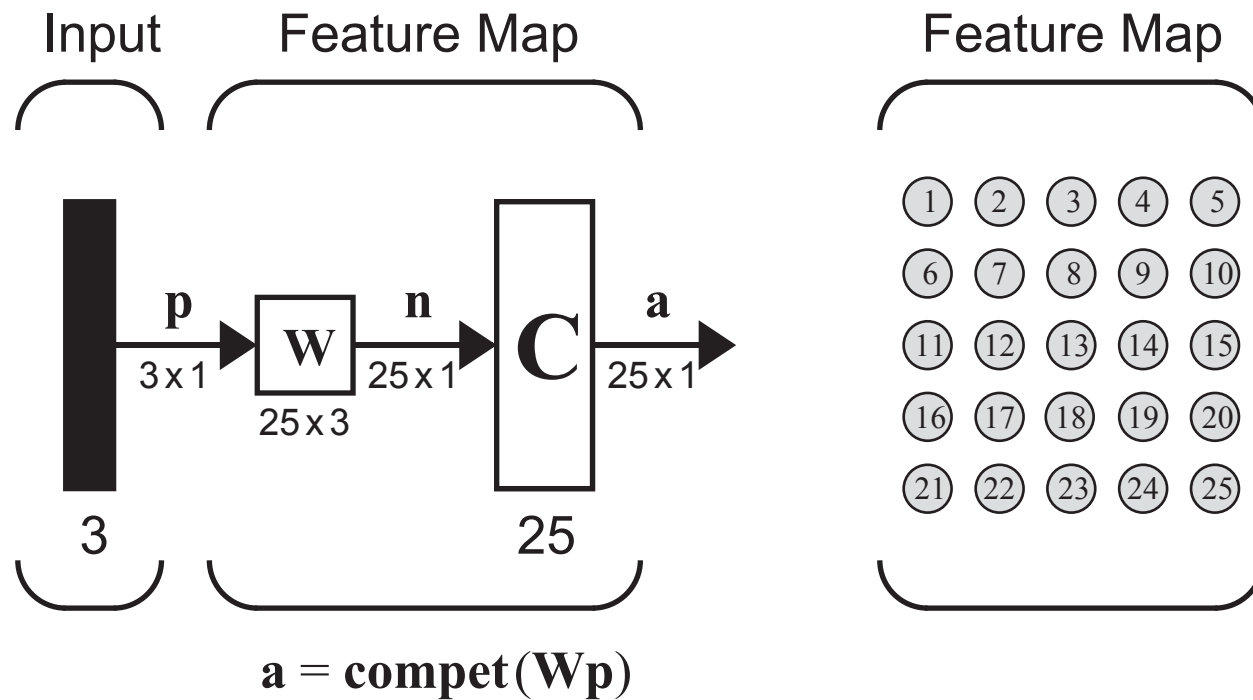 Input Feature Map Feature Map
1 2 3 4 5
6 7 8 9 10
p n a
W C
11 12 13 14 15
3 x 1 25 x 1 25 x 1
25 x 3
16 17 18 19 20
21 22 23 24 25
3 25
a = compet (Wp)